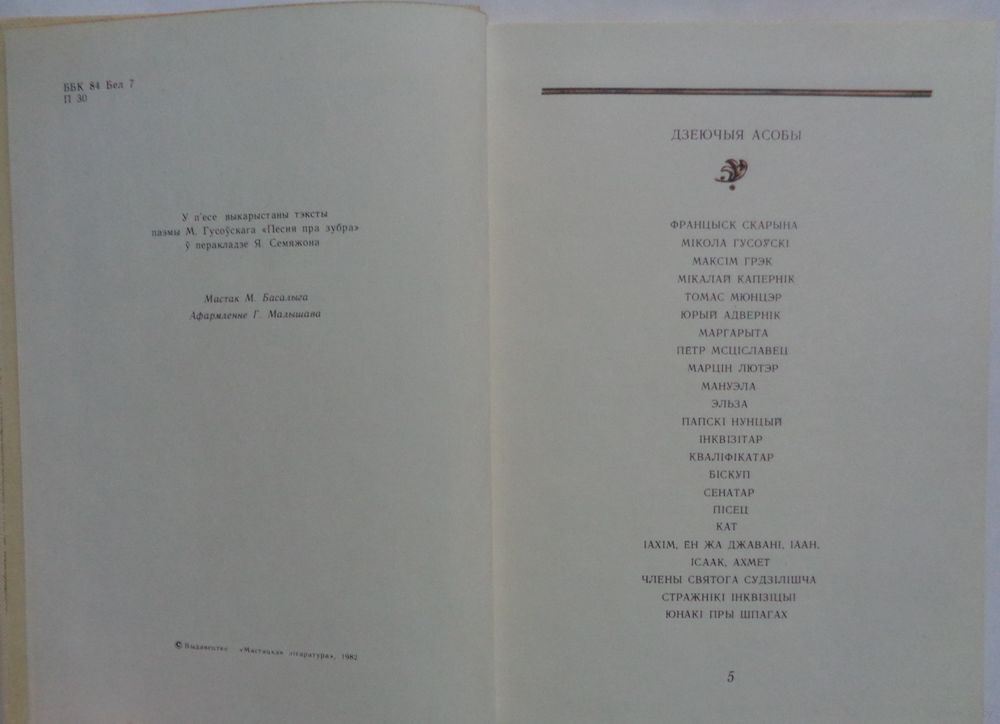 ББК 84 Бел 7
П 30
У п'есе выкарыстаны тэксты
паэмы М. Гусоўскага «Песня пра зубра»
ў перакладзе Я. Семяжона
Мастак М. Басалыга
Афармленне Г. Малышава
© Выдавецтва «Мастацкая літаратура», 1982
ДЗЕЮЧЫЯ АСОБЫ
ФРАНЦЫСК СКАРЫНА
МІКОЛА ГУСОЎСКІ
МАКСІМ ГРЭК
МІКАЛАЙ КАПЕРНІК
ТОМАС МЮНЦЭР
ЮРЫЙ АДВЕРНІК
МАРГАРЫТА
ПЕТР МСЦІСЛАВЕЦ
МАРЦІН ЛЮТЭР
МАНУЭЛА
ЭЛЬЗА
ПАПСКІ НУНЦЫЙ
ІНКВІЗІТАР
КВАЛІФІКАТАР
БІСКУП
СЕНАТАР
ПІСЕЦ
КАТ
ІАХІМ, ЕН ЖА ДЖАВАНІ, ІААН,
ІСААК, АХМЕТ
ЧЛЕНЫ СВЯТОГА СУДЗІЛІШЧА
СТРАЖНІКІ ІНКВІЗІЦЫІ
ЮНАКІ ПРЫ ШПАГАХ
5